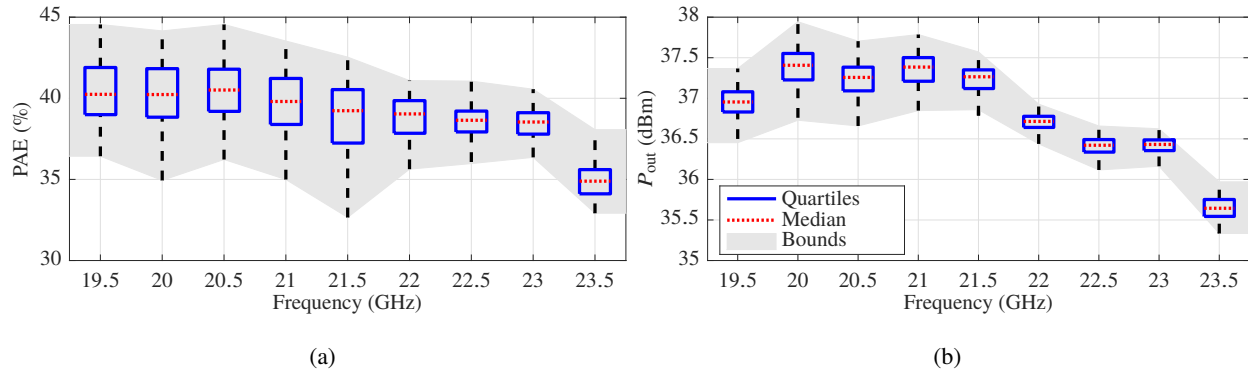 45
40
35
30
PAE (%)
19.5 20 20.5 21 21.5 22 22.5 23 23.5
Frequency (GHz)
(a)
38
37.5
37
36.5
36
35.5
35
Pout (dBm)
Quartiles
Median
Bounds
19.5 20 20.5 21 21.5 22 22.5 23 23.5
Frequency (GHz)
(b)